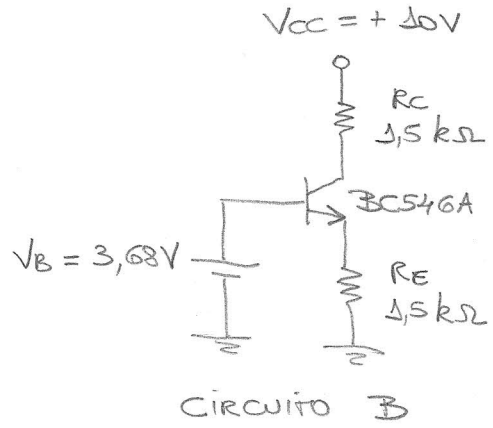 VCC = + 10V
RC
1,5 kΩ
BC546A
VB = 3,68V
RE
1,5 kΩ
CIRCUITO B